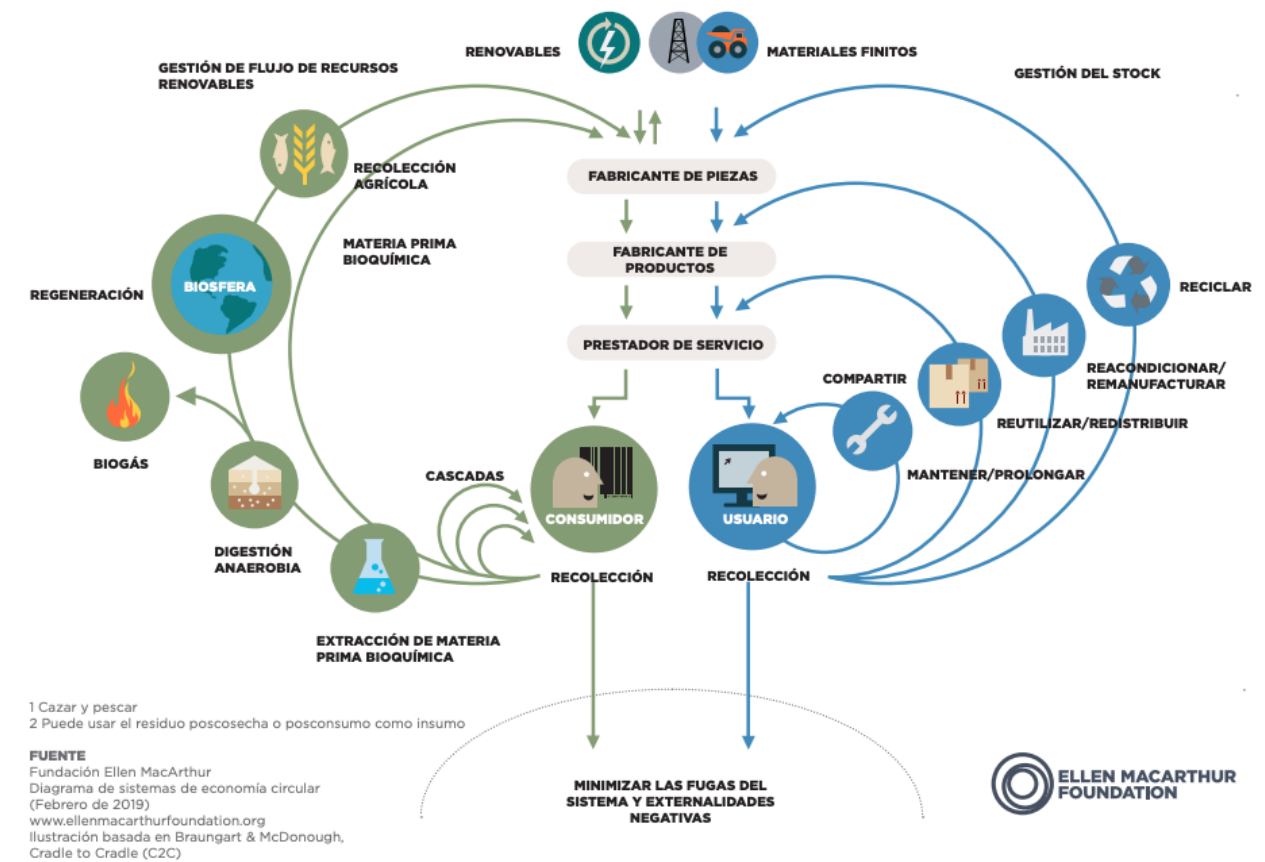 RENOVABLES
MATERIALES FINITOS
GESTIÓN DE FLUJO DE RECURSOS
RENOVABLES
GESTIÓN DEL STOCK
RECOLECCIÓN
AGRÍCOLA
FABRICANTE DE PIEZAS
MATERIA PRIMA
BIOQUÍMICA
FABRICANTE DE
PRODUCTOS
REGENERACIÓN
BIOSFERA
RECICLAR
PRESTADOR DE SERVICIO
REACONDICIONAR/
REMANUFACTURAR
COMPARTIR
REUTILIZAR/REDISTRIBUIR
BIOGÁS
CASCADAS
MANTENER/PROLONGAR
CONSUMIDOR
USUARIO
DIGESTIÓN
ANAEROBIA
RECOLECCIÓN
RECOLECCIÓN
EXTRACCIÓN DE MATERIA
PRIMA BIOQUÍMICA
1 Cazar y pescar
2 Puede usar el residuo poscosecha o posconsumo como insumo
FUENTE
Fundación Ellen MacArthur
Diagrama de sistemas de economía circular
(Febrero de 2019)
www.ellenmacarthurfoundation.org
Ilustración basada en Braungart & McDonough,
Cradle to Cradle (C2C)
MINIMIZAR LAS FUGAS DEL
SISTEMA Y EXTERNALIDADES
NEGATIVAS
ELLEN MACARTHUR
FOUNDATION